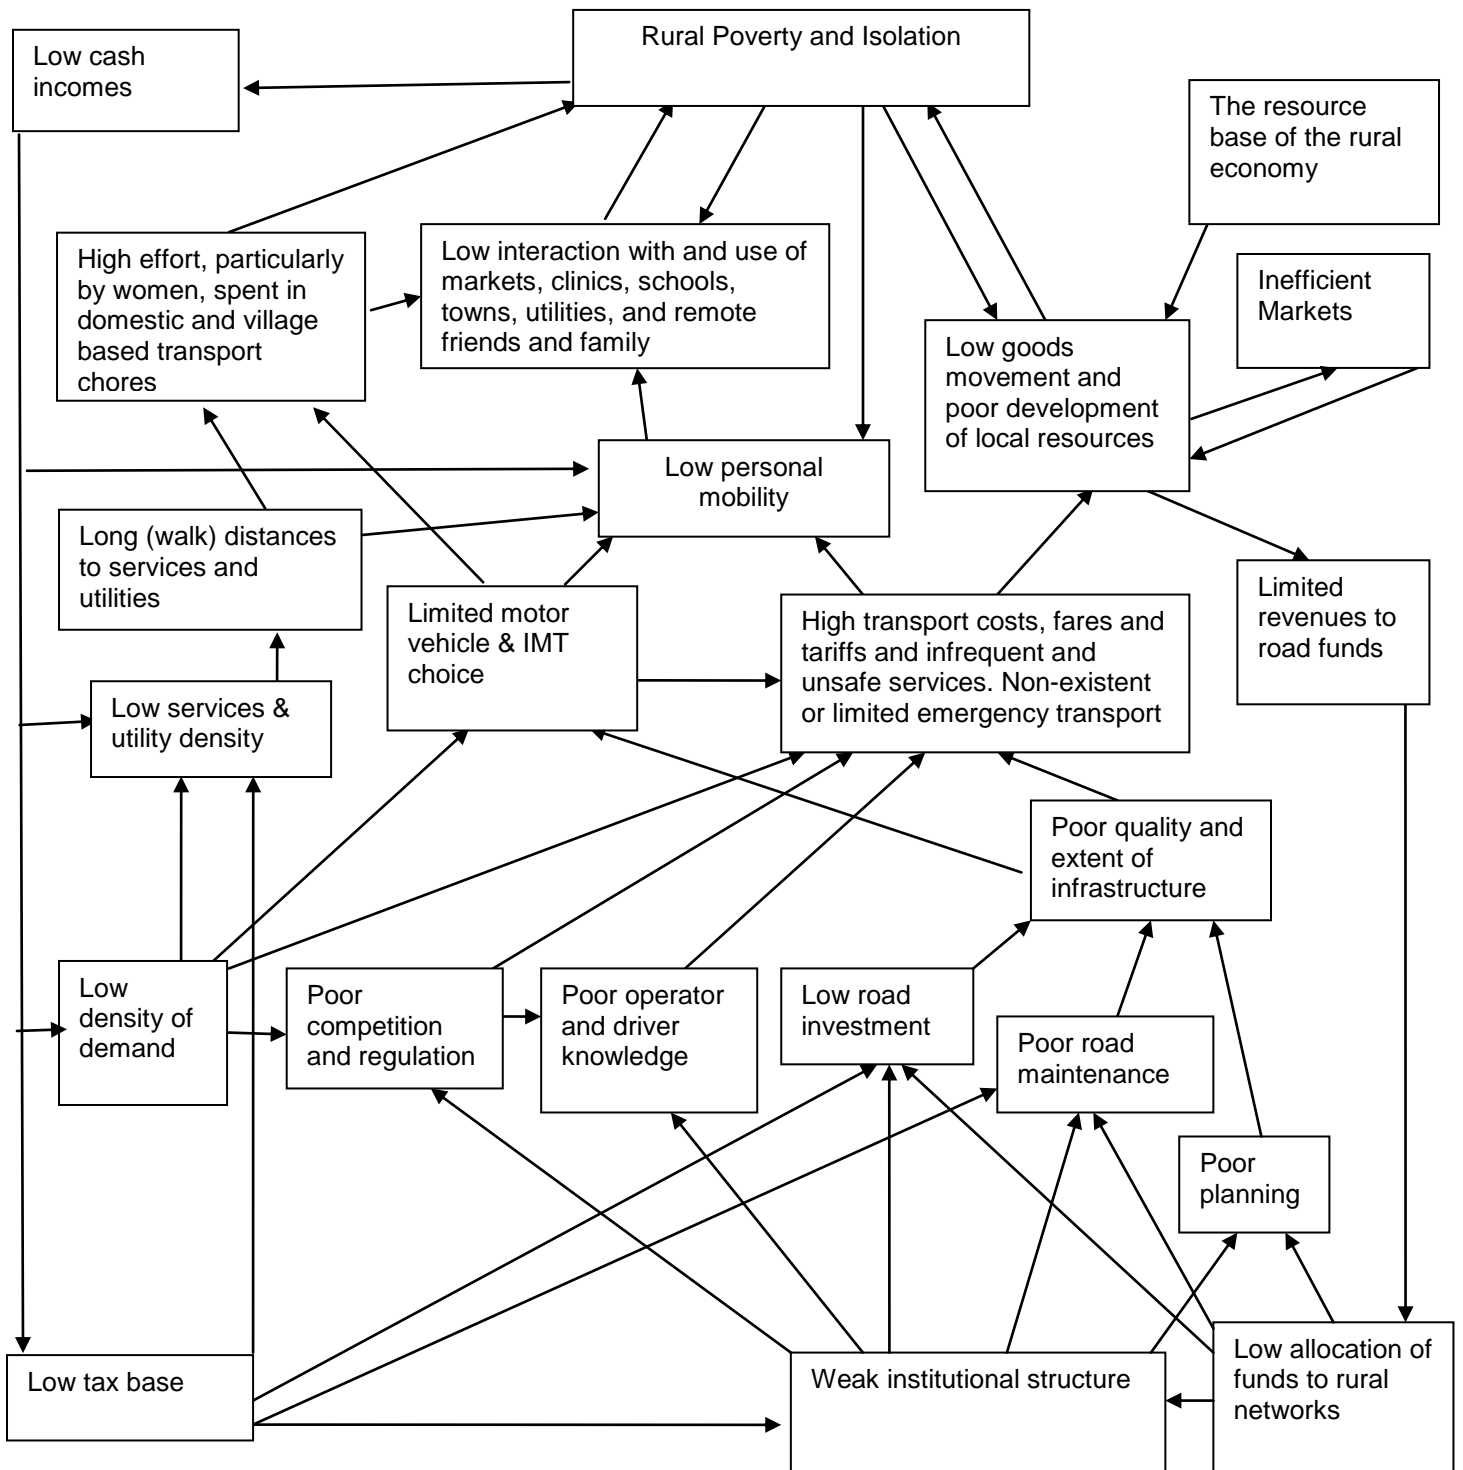 Rural Poverty and Isolation
Low cash
incomes
The resource
base of the rural
economy
High effort, particularly
by women, spent in
domestic and village
based transport
chores
Low interaction with and use of
markets, clinics, schools,
towns, utilities, and remote
friends and family
Inefficient
Markets
Low goods
movement and
poor development
of local resources
Low personal
mobility
Long (walk) distances
to services and
utilities
Limited motor
vehicle & IMT
choice
High transport costs, fares and
tariffs and infrequent and
unsafe services. Non-existent
or limited emergency transport
Limited
revenues to
road funds
Low services &
utility density
Poor quality and
extent of
infrastructure
Low
density of
demand
Poor
competition
and regulation
Poor operator
and driver
knowledge
Low road
investment
Poor road
maintenance
Poor
planning
Low tax base
Weak institutional structure
Low allocation of
funds to rural
networks